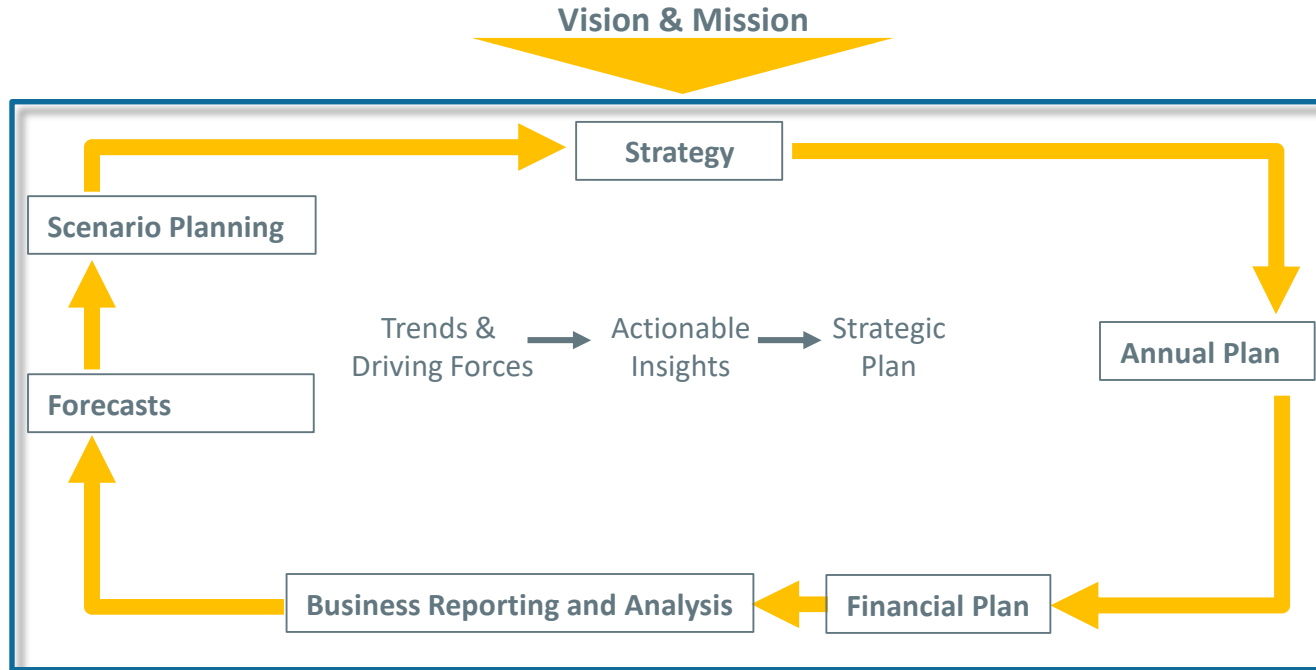 Vision & Mission
Strategy
Scenario Planning
Trends &
Driving Forces
Actionable
Insights
Strategic
Plan
Annual Plan
Forecasts
Business Reporting and Analysis
Financial Plan